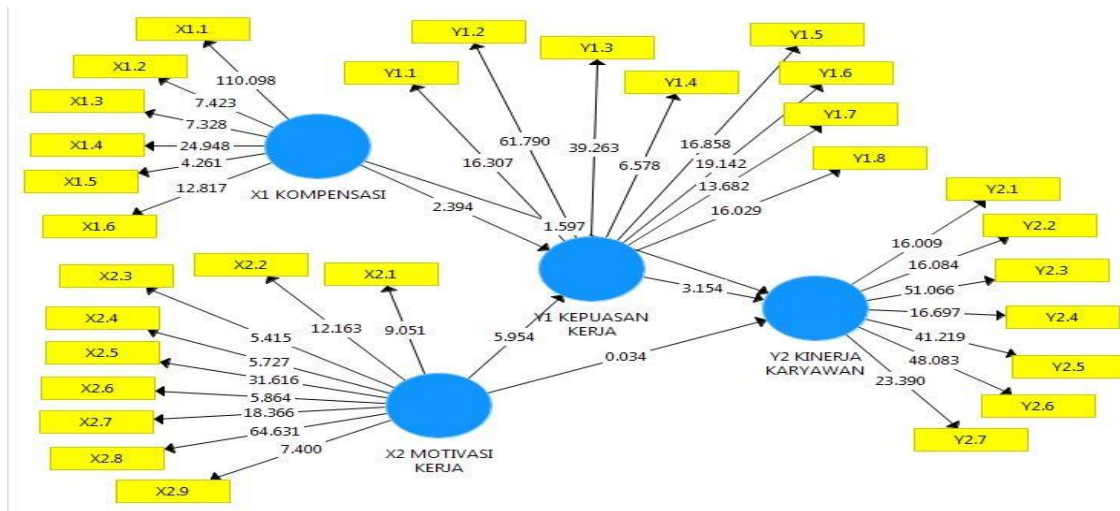 X1.1
X1.2
X1.3
X1.4
X1.5
X1.6
110.098
7.423
7.328
24.948
4.261
12.817
X1 KOMPENSASI
2.394
1.597
Y1.1
Y1.2
Y1.3
Y1.4
Y1.5
Y1.6
Y1.7
Y1.8
16.307
61.790
39.263
6.578
16.858
19.142
13.682
16.029
Y1 KEPUASAN
KERJA
3.154
X2.1
X2.2
X2.3
X2.4
X2.5
X2.6
X2.7
X2.8
X2.9
9.051
12.163
5.415
5.727
31.616
5.864
18.366
64.631
7.400
X2 MOTIVASI
KERJA
5.954
0.034
Y2.1
Y2.2
Y2.3
Y2.4
Y2.5
Y2.6
Y2.7
16.009
16.084
51.066
16.697
41.219
48.083
23.390
Y2 KINERJA
KARYAWAN